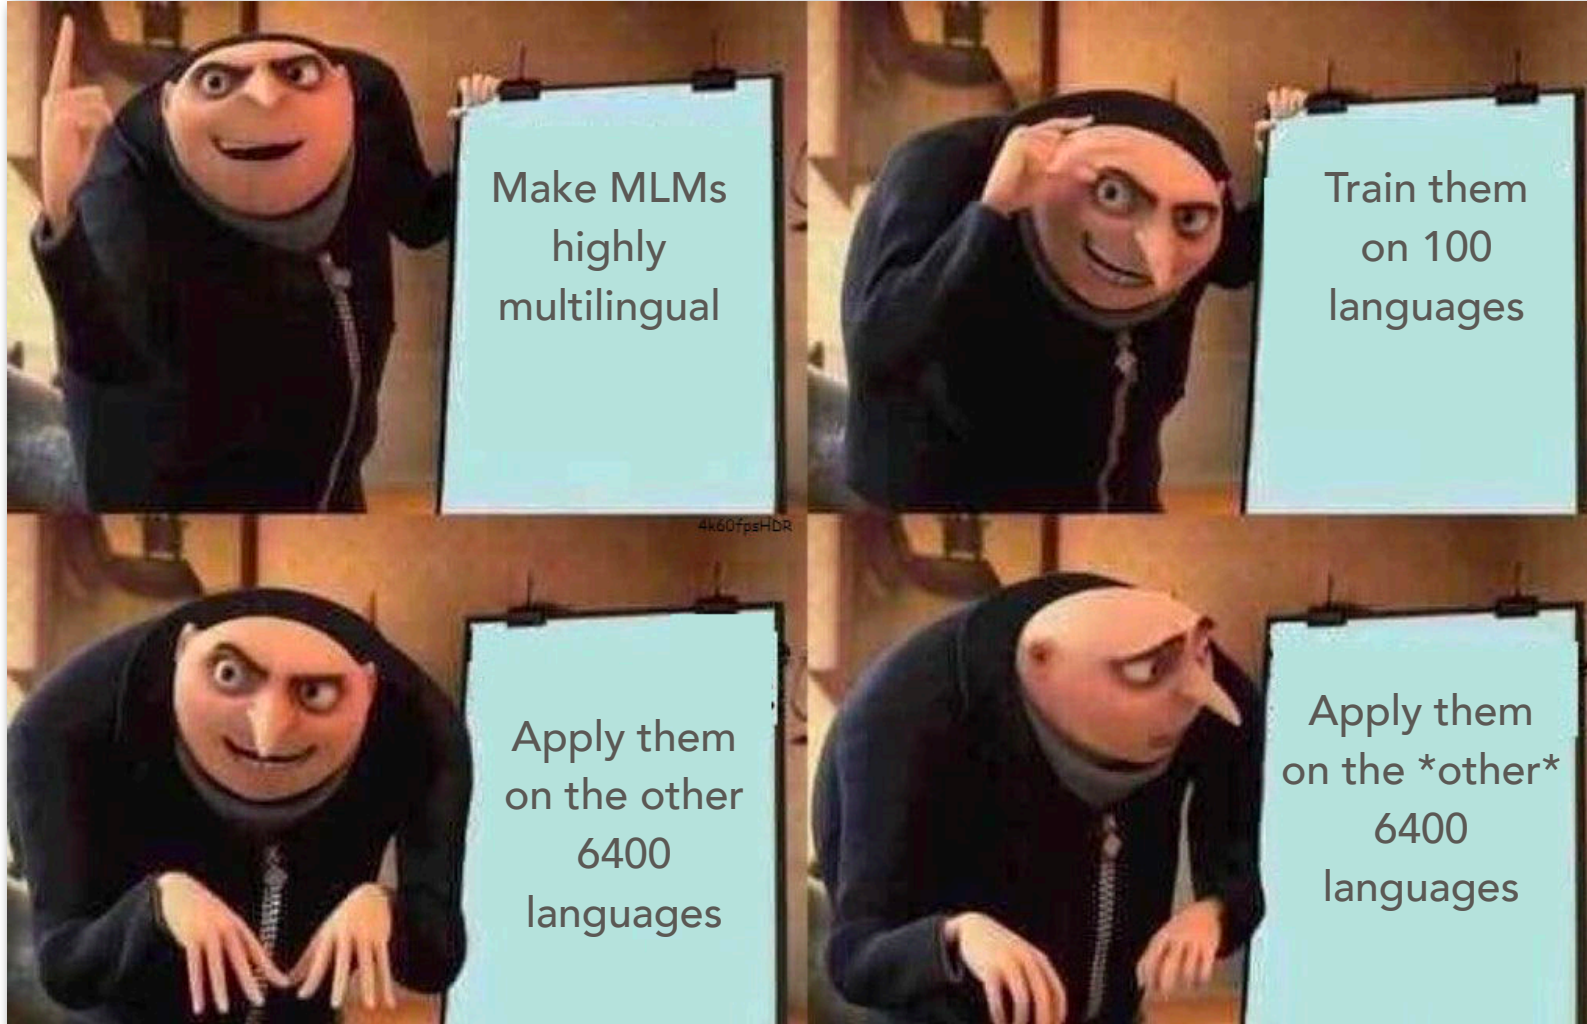 Make MLMs
highly
multilingual
Train them
on 100
languages
4k60fpsHDR
Apply them
on the other
6400
languages
Apply them
on the *other*
6400
languages